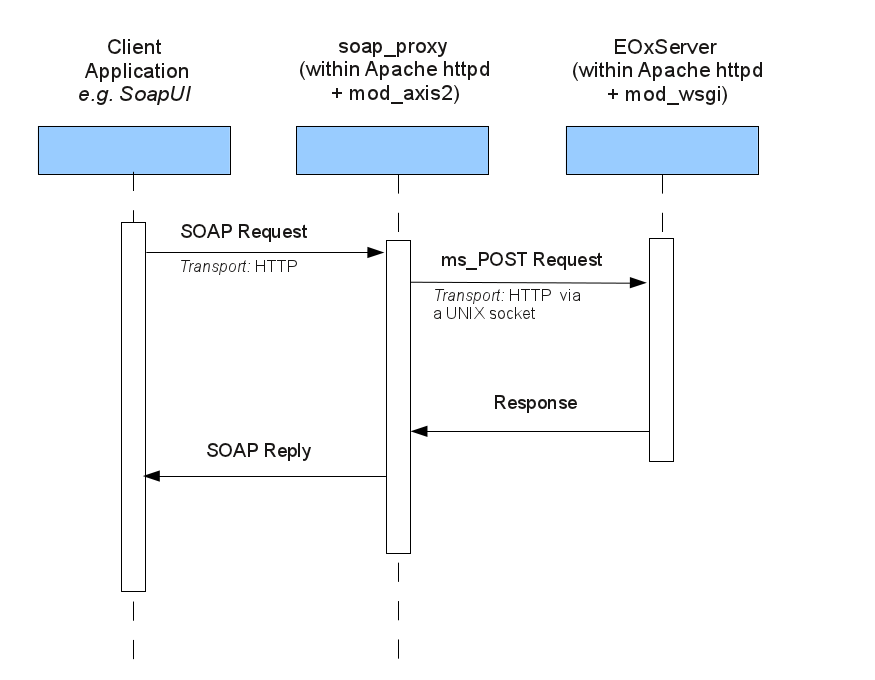 Client
Application
e.g. SoapUI
soap_proxy
(within Apache httpd
+ mod_axis2)
EOxServer
(within Apache httpd
+ mod_wsgi)
SOAP Request
Transport: HTTP
ms_POST Request
Transport: HTTP via
a UNIX socket
Response
SOAP Reply